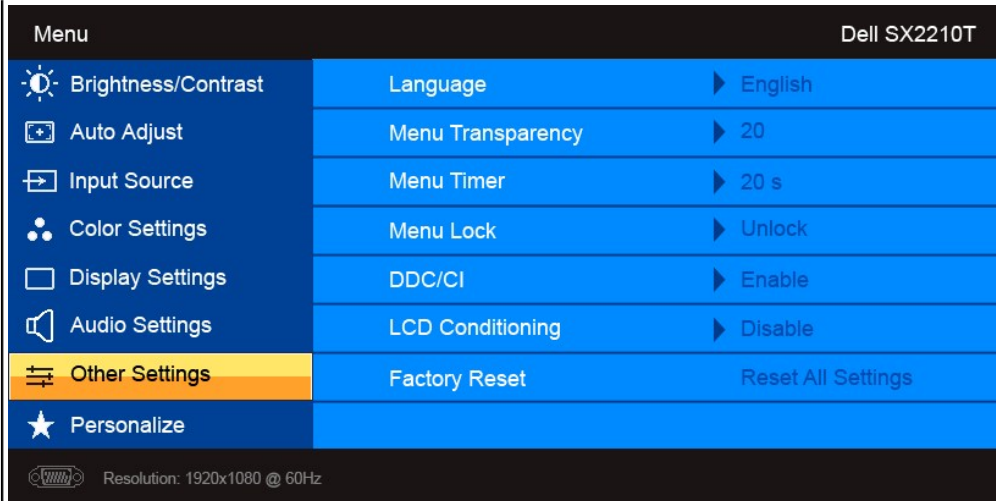 Menu Dell SX2210T
Brightness/Contrast Language English
Auto Adjust Menu Transparency 20
Input Source Menu Timer 20 s
Color Settings Menu Lock Unlock
Display Settings DDC/CI Enable
Audio Settings LCD Conditioning Disable
Other Settings Factory Reset Reset All Settings
Personalize
Resolution: 1920x1080 @ 60Hz